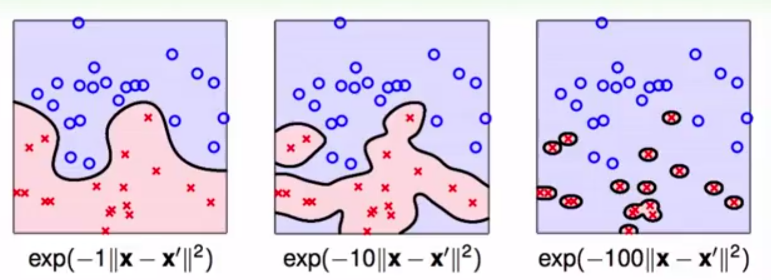 exp(−1‖x − x′‖²)
exp(−10‖x − x′‖²)
exp(−100‖x − x′‖²)